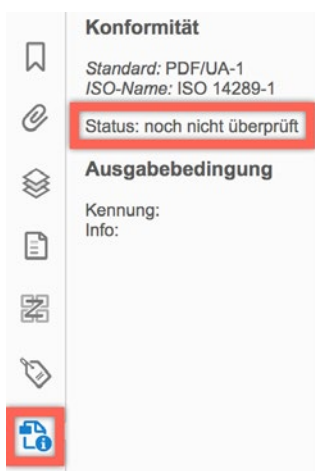 Konformität
Standard: PDF/UA-1
ISO-Name: ISO 14289-1
Status: noch nicht überprüft
Ausgabebedingung
Kennung:
Info: